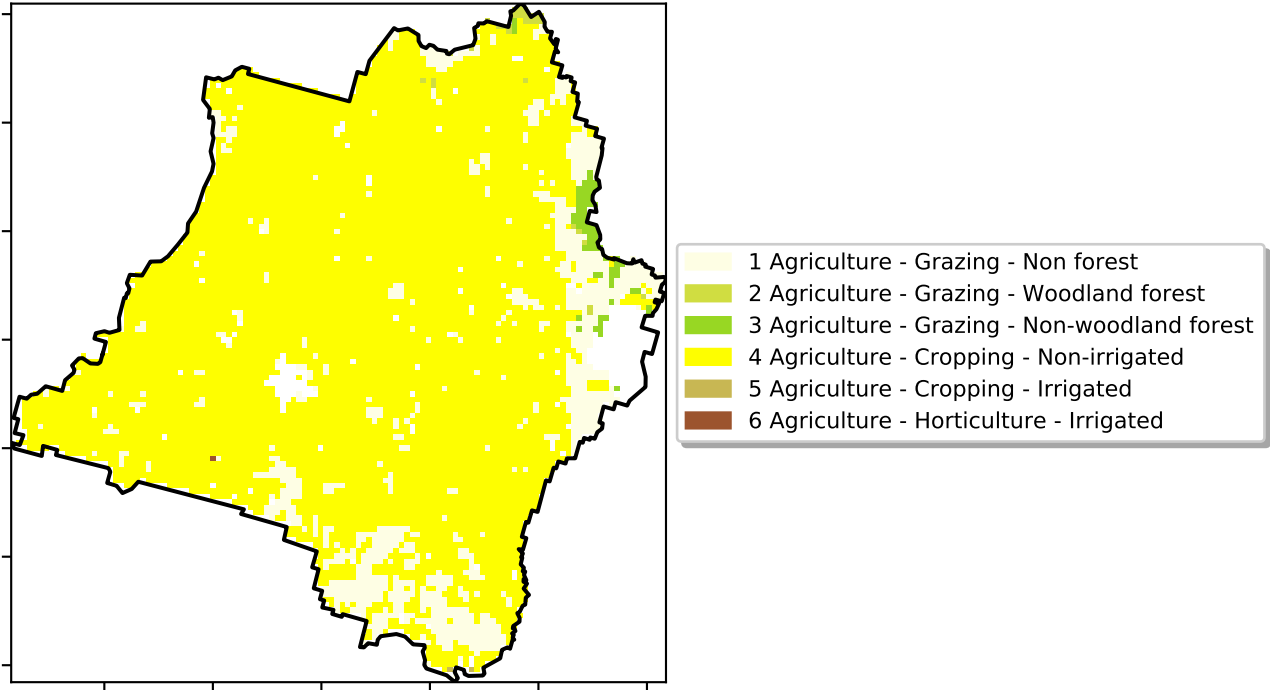 1 Agriculture - Grazing - Non forest
2 Agriculture - Grazing - Woodland forest
3 Agriculture - Grazing - Non-woodland forest
4 Agriculture - Cropping - Non-irrigated
5 Agriculture - Cropping - Irrigated
6 Agriculture - Horticulture - Irrigated